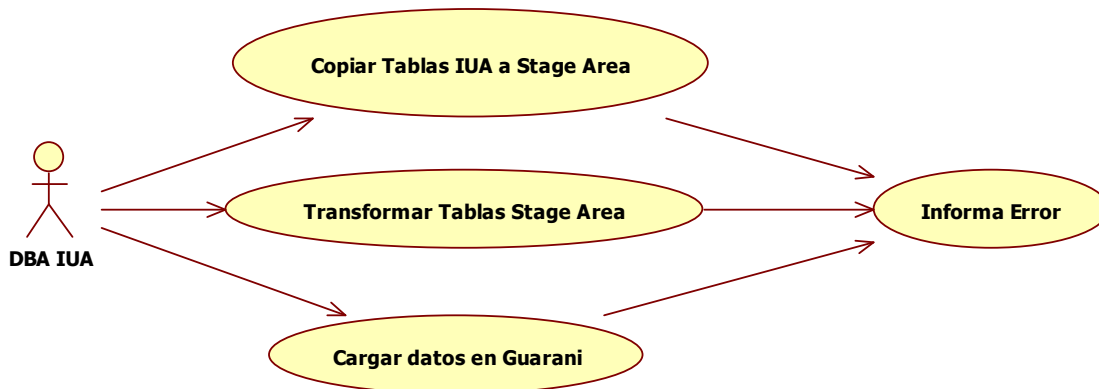 Copiar Tablas IUA a Stage Area
Transformar Tablas Stage Area
Informa Error
DBA IUA
Cargar datos en Guarani